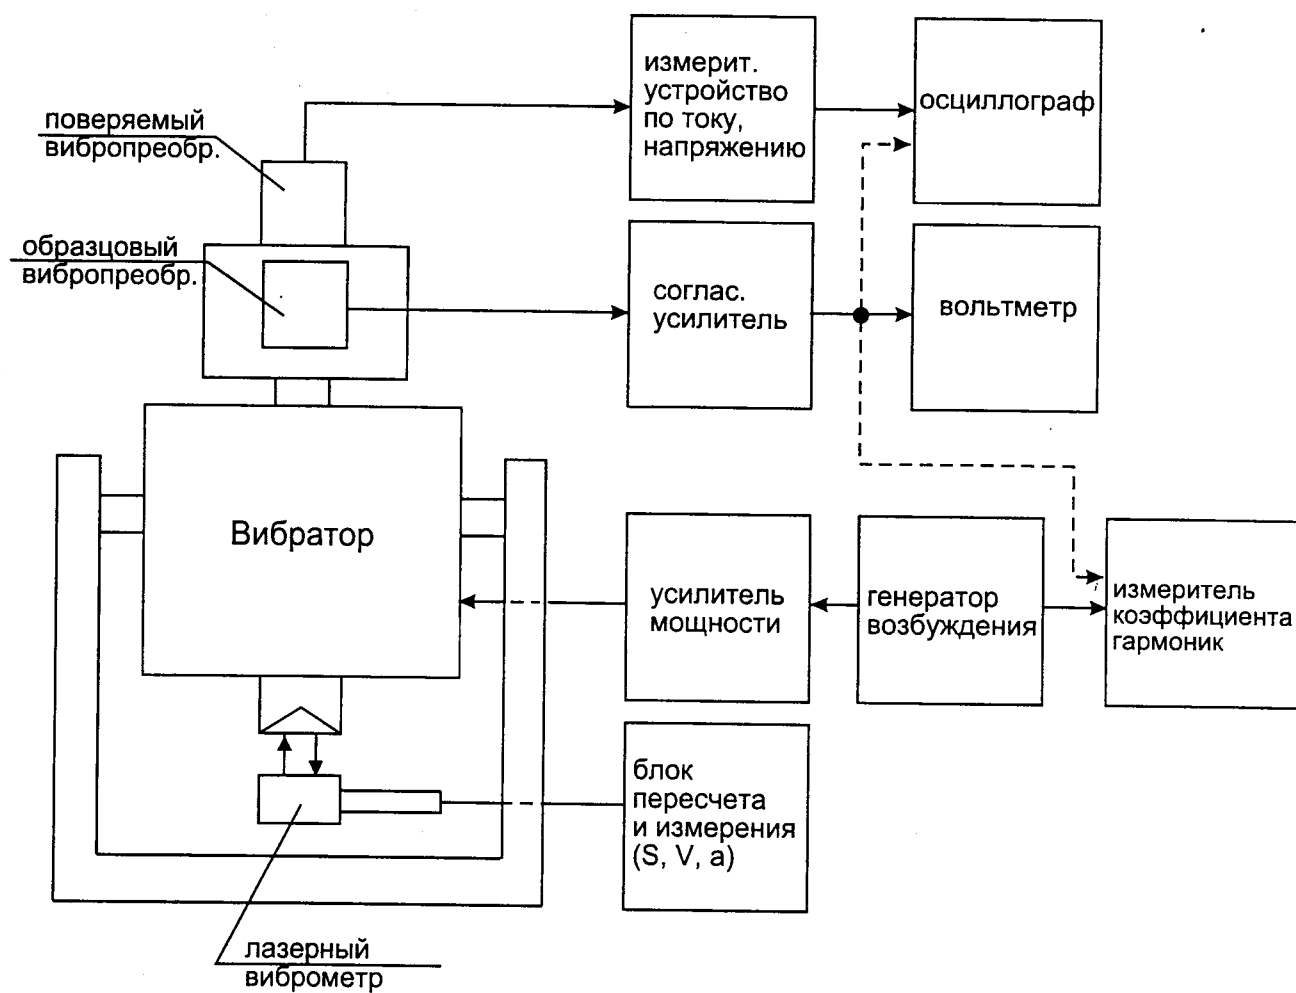 измерит.
устройство
по току,
напряжению
осциллограф
поверяемый
вибропреобр.
образцовый
вибропреобр.
соглас.
усилитель
вольтметр
Вибратор
усилитель
мощности
генератор
возбуждения
измеритель
коэффициента
гармоник
блок
пересчета
и измерения
(S, V, a)
лазерный
виброметр